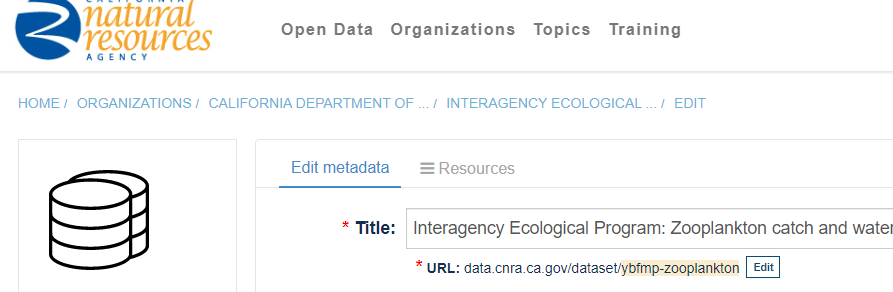 CALIFORNIA
natural
resources
AGENCY
Open Data Organizations Topics Training
HOME / ORGANIZATIONS / CALIFORNIA DEPARTMENT OF ... / INTERAGENCY ECOLOGICAL ... / EDIT
Edit metadata Resources
* Title: Interagency Ecological Program: Zooplankton catch and water
* URL: data.cnra.ca.gov/dataset/ybfmp-zooplankton Edit